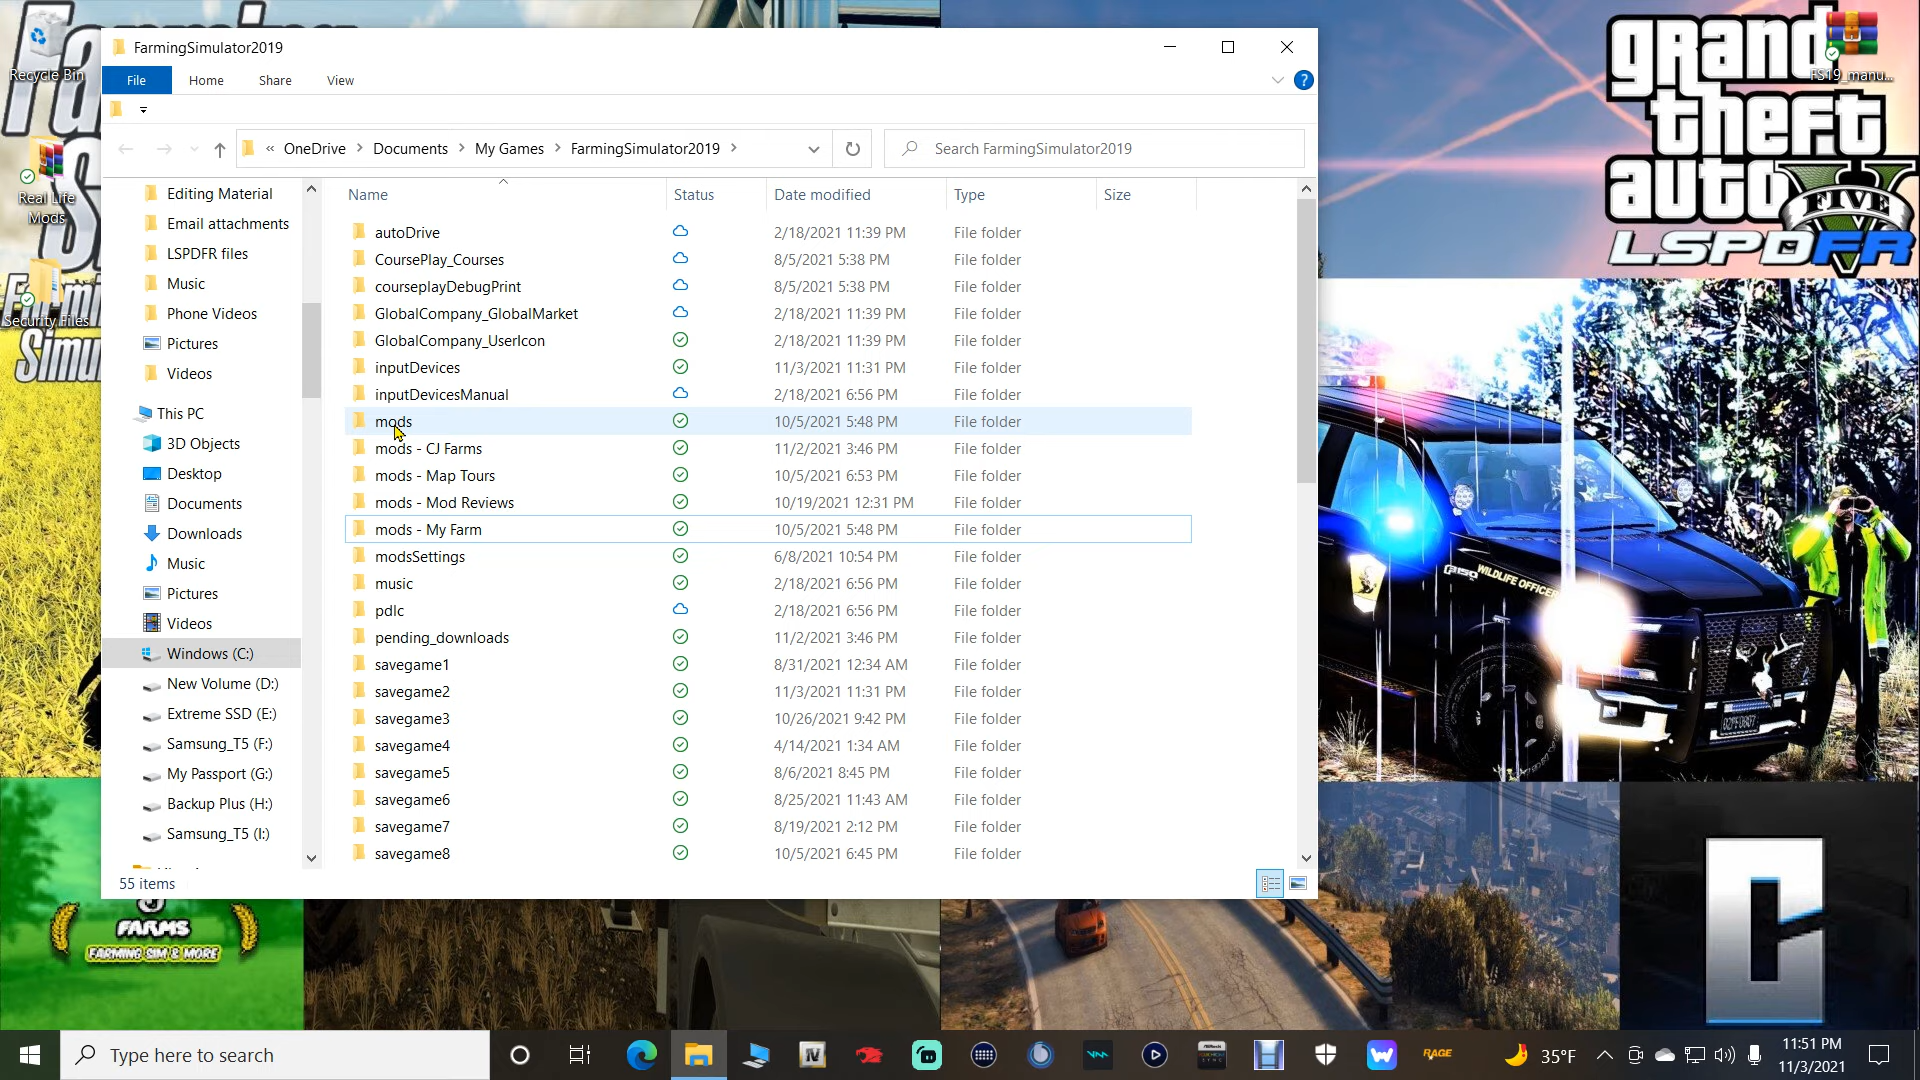 FarmingSimulator2019
File
Home
Share
View
« OneDrive > Documents > My Games > FarmingSimulator2019 >
Search FarmingSimulator2019
Name
Status
Date modified
Type
Size
Editing Material
Email attachments
LSPDFR files
Music
Phone Videos
Pictures
Videos
This PC
3D Objects
Desktop
Documents
Downloads
Music
Pictures
Videos
Windows (C:)
New Volume (D:)
Extreme SSD (E:)
Samsung_T5 (F:)
My Passport (G:)
Backup Plus (H:)
Samsung_T5 (I:)
autoDrive 2/18/2021 11:39 PM File folder
CoursePlay_Courses 8/5/2021 5:38 PM File folder
courseplayDebugPrint 8/5/2021 5:38 PM File folder
GlobalCompany_GlobalMarket 2/18/2021 11:39 PM File folder
GlobalCompany_UserIcon 2/18/2021 11:39 PM File folder
inputDevices 11/3/2021 11:31 PM File folder
inputDevicesManual 2/18/2021 6:56 PM File folder
mods 10/5/2021 5:48 PM File folder
mods - CJ Farms 11/2/2021 3:46 PM File folder
mods - Map Tours 10/5/2021 6:53 PM File folder
mods - Mod Reviews 10/19/2021 12:31 PM File folder
mods - My Farm 10/5/2021 5:48 PM File folder
modsSettings 6/8/2021 10:54 PM File folder
music 2/18/2021 6:56 PM File folder
pdlc 2/18/2021 6:56 PM File folder
pending_downloads 11/2/2021 3:46 PM File folder
savegame1 8/31/2021 12:34 AM File folder
savegame2 11/3/2021 11:31 PM File folder
savegame3 10/26/2021 9:42 PM File folder
savegame4 4/14/2021 1:34 AM File folder
savegame5 8/6/2021 8:45 PM File folder
savegame6 8/25/2021 11:43 AM File folder
savegame7 8/19/2021 2:12 PM File folder
savegame8 10/5/2021 6:45 PM File folder
55 items
Recycle Bin
Real Life
Mods
Security Files
FS19_manu...
grand
theft
auto V
FIVE
LSPDFR
F150 WILDLIFE OFFICER
FARMS
FARMING SIM & MORE
Type here to search
IV
RAGE
35°F
11:51 PM
11/3/2021